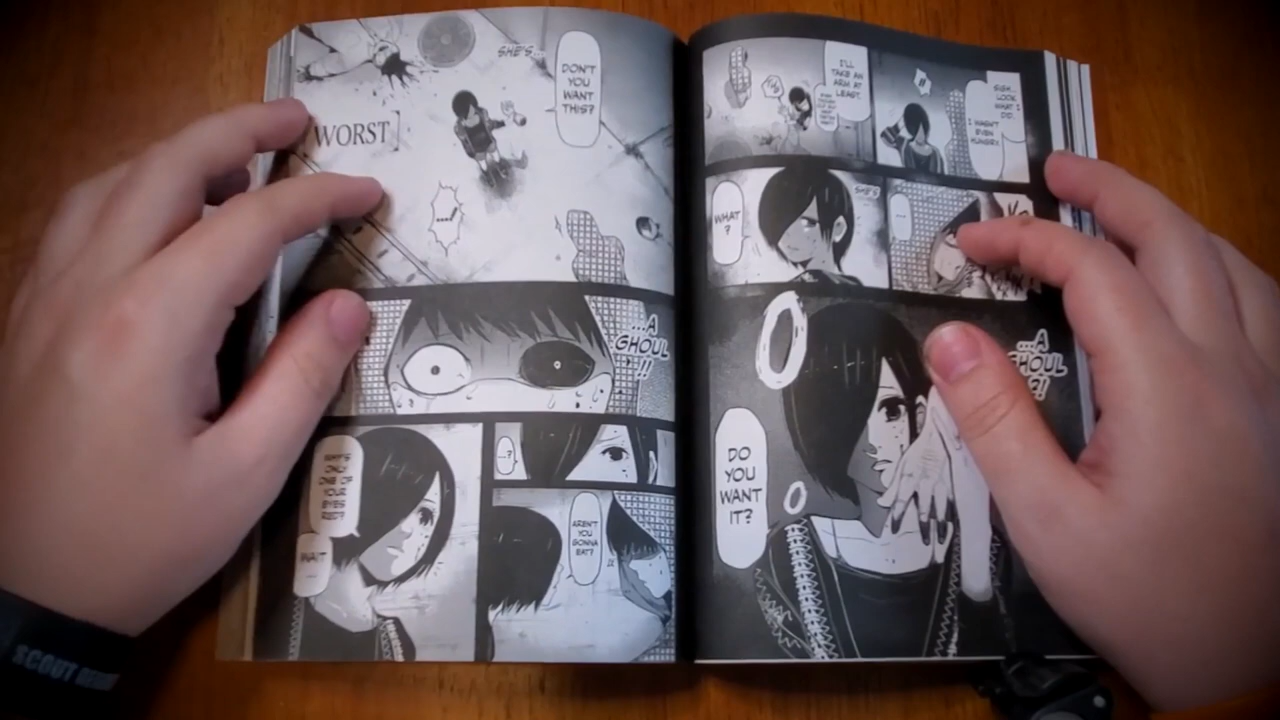 SIGH...
LOOK
WHAT I
DID.
I
WASN'T
EVEN
HUNGRY.
!!
I'LL
TAKE AN
ARM AT
LEAST.
...
SHE'S
WHAT
?
...A
GHOUL
?!
DO
YOU
WANT
IT?
DON'T
YOU
WANT
THIS?
SHE'S...
WORST]
...!
...A
GHOUL
!!
...?
AREN'T
YOU
GONNA
EAT?
WHY'S
ONLY
ONE OF
YOUR
EYES
RED?
WAIT
...
SCOUT